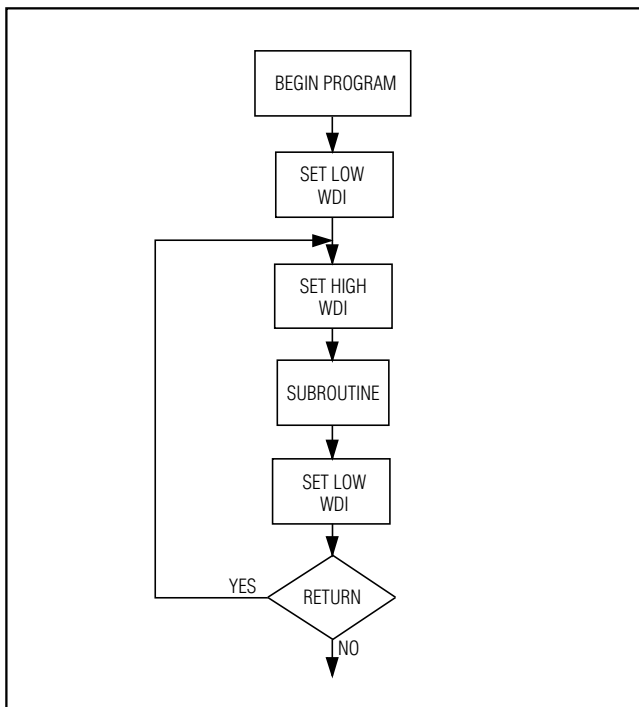 BEGIN PROGRAM
SET LOW
WDI
SET HIGH
WDI
SUBROUTINE
SET LOW
WDI
YES
RETURN
NO